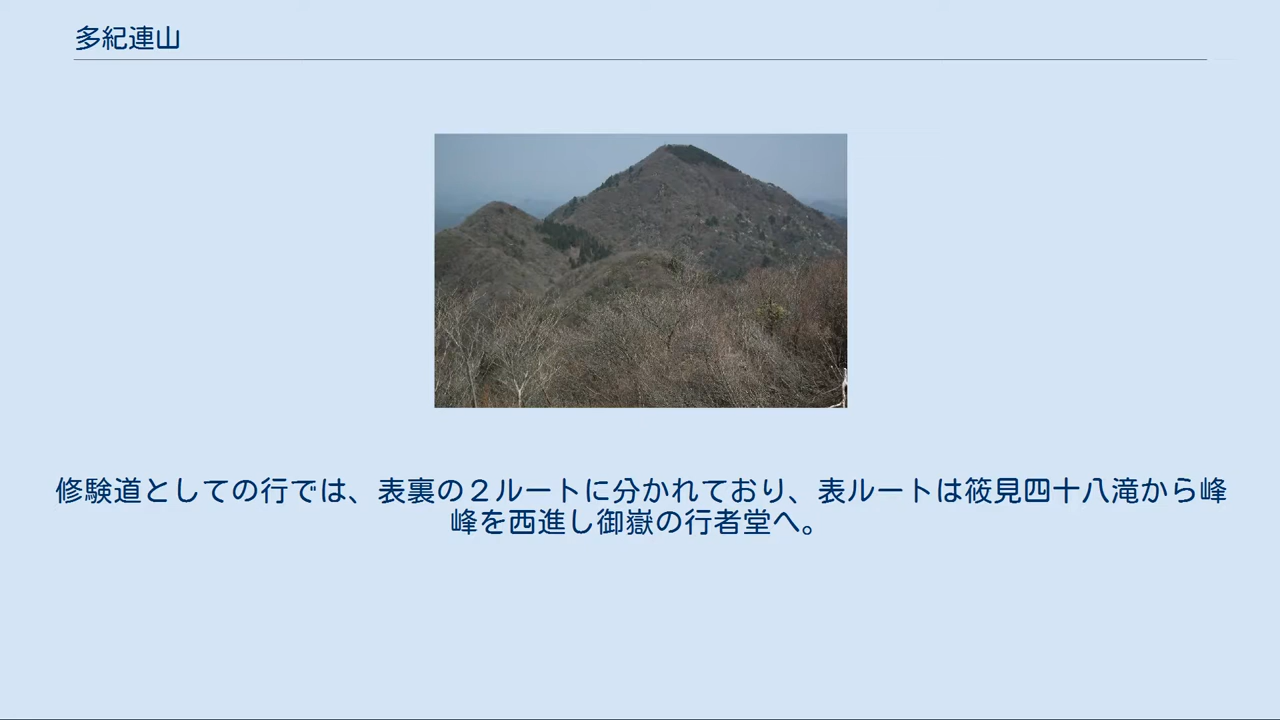 多紀連山
修験道としての行では、表裏の２ルートに分かれており、表ルートは筱見四十八滝から峰
峰を西進し御嶽の行者堂へ。